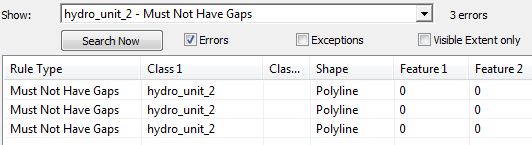 Show: hydro_unit_2 - Must Not Have Gaps 3 errors
Search Now Errors Exceptions Visible Extent only
Rule Type Class 1 Clas... Shape Feature 1 Feature 2
Must Not Have Gaps hydro_unit_2 Polyline 0 0
Must Not Have Gaps hydro_unit_2 Polyline 0 0
Must Not Have Gaps hydro_unit_2 Polyline 0 0